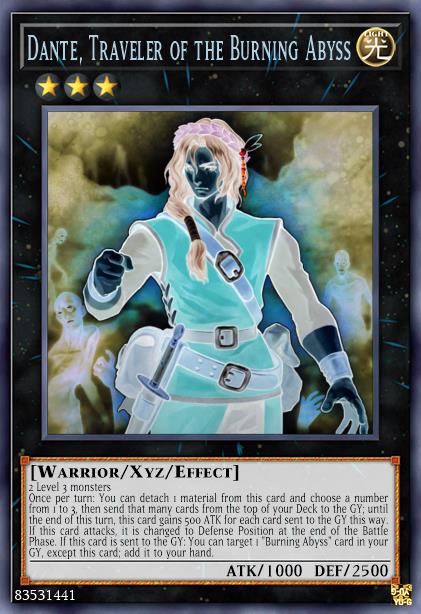 DANTE, TRAVELER OF THE BURNING ABYSS
LIGHT
光
[WARRIOR/XYZ/EFFECT]
2 Level 3 monsters
Once per turn: You can detach 1 material from this card and choose a number
from 1 to 3, then send that many cards from the top of your Deck to the GY; until
the end of this turn, this card gains 500 ATK for each card sent to the GY this way.
If this card attacks, it is changed to Defense Position at the end of the Battle
Phase. If this card is sent to the GY: You can target 1 "Burning Abyss" card in your
GY, except this card; add it to your hand.
ATK/1000 DEF/2500
83531441